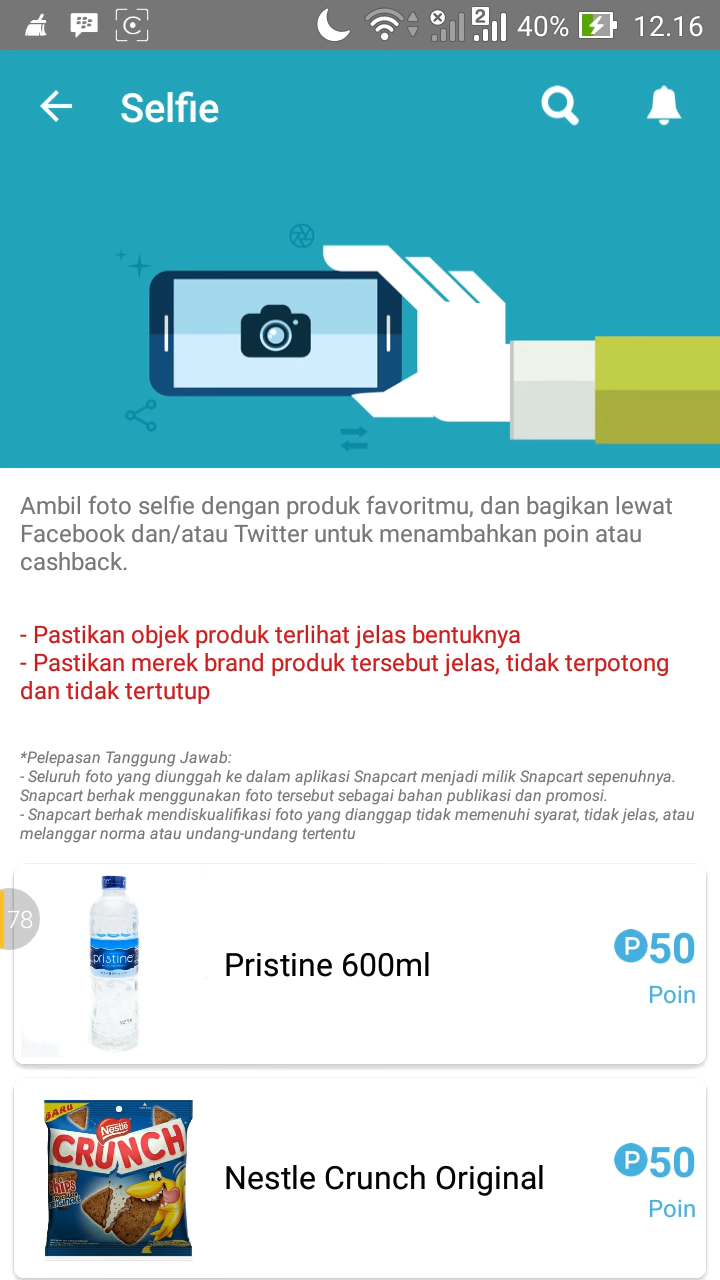 2
40%
12.16
Selfie
Ambil foto selfie dengan produk favoritmu, dan bagikan lewat
Facebook dan/atau Twitter untuk menambahkan poin atau
cashback.
- Pastikan objek produk terlihat jelas bentuknya
- Pastikan merek brand produk tersebut jelas, tidak terpotong
dan tidak tertutup
*Pelepasan Tanggung Jawab:
- Seluruh foto yang diunggah ke dalam aplikasi Snapcart menjadi milik Snapcart sepenuhnya.
Snapcart berhak menggunakan foto tersebut sebagai bahan publikasi dan promosi.
- Snapcart berhak mendiskualifikasi foto yang dianggap tidak memenuhi syarat, tidak jelas, atau
melanggar norma atau undang-undang tertentu
78
pristine
Pristine 600ml
P50
Poin
BARU
Nestle
CRUNCH
Nestle Crunch Original
P50
Poin